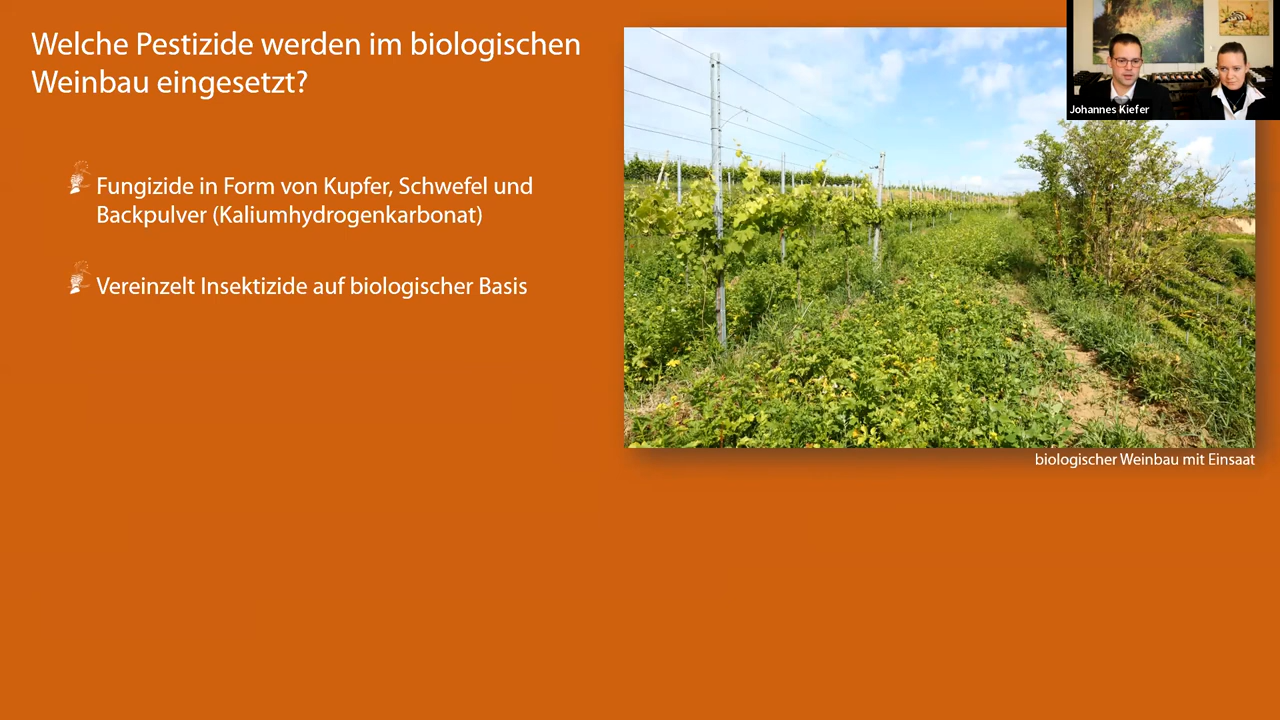 Welche Pestizide werden im biologischen
Weinbau eingesetzt?
Fungizide in Form von Kupfer, Schwefel und
Backpulver (Kaliumhydrogenkarbonat)
Vereinzelt Insektizide auf biologischer Basis
biologischer Weinbau mit Einsaat
Johannes Kiefer